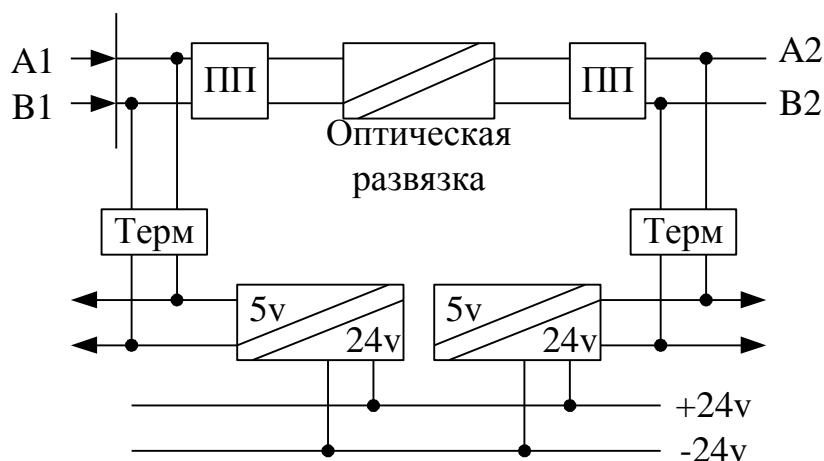 A1
B1
ПП
ПП
A2
B2
Оптическая
развязка
Терм
Терм
5v
24v
5v
24v
+24v
-24v